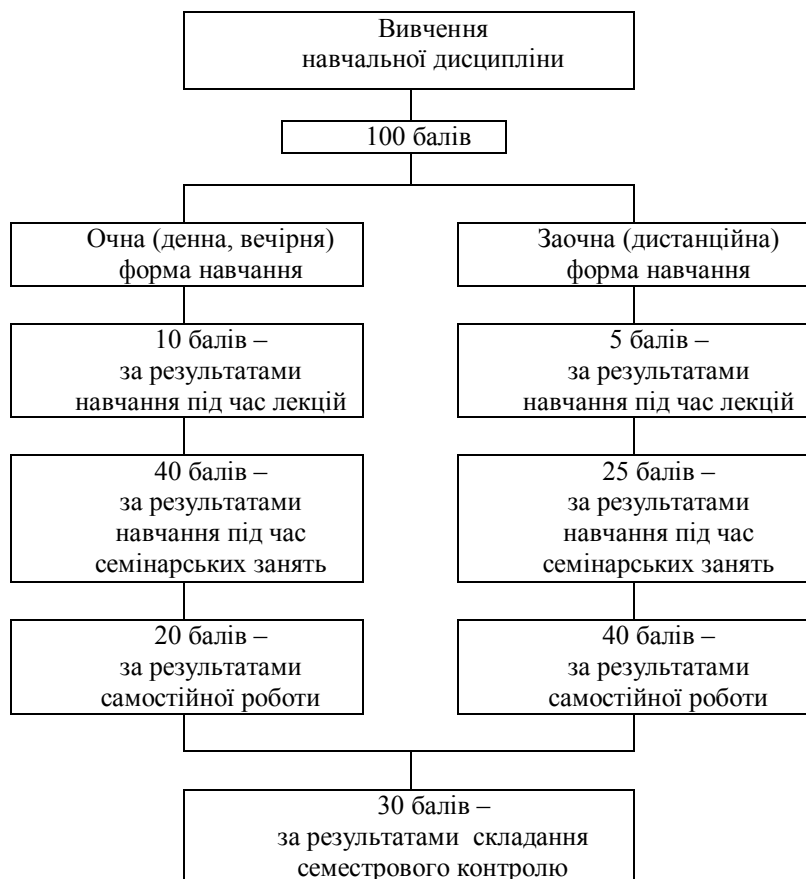 Вивчення
навчальної дисципліни
100 балів
Очна (денна, вечірня)
форма навчання
Заочна (дистанційна)
форма навчання
10 балів –
за результатами
навчання під час лекцій
5 балів –
за результатами
навчання під час лекцій
40 балів –
за результатами
навчання під час
семінарських занять
25 балів –
за результатами
навчання під час
семінарських занять
20 балів –
за результатами
самостійної роботи
40 балів –
за результатами
самостійної роботи
30 балів –
за результатами складання
семестрового контролю